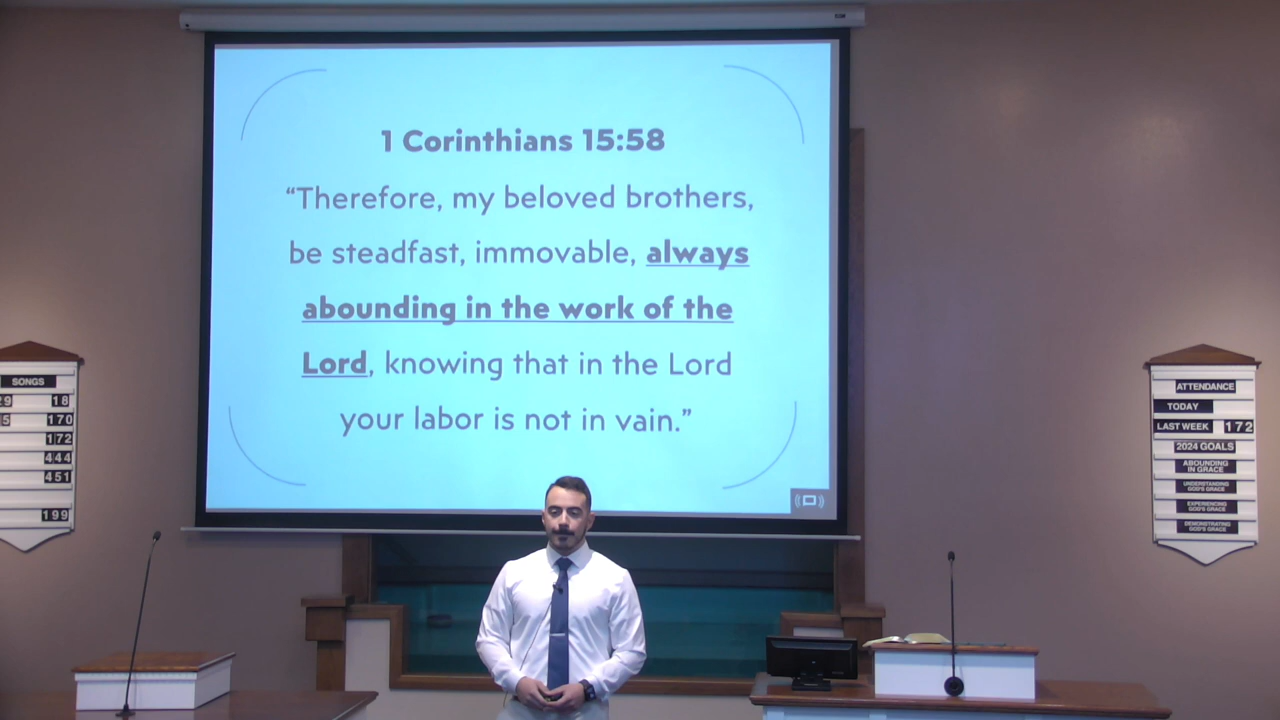 1 Corinthians 15:58
“Therefore, my beloved brothers,
be steadfast, immovable, always
abounding in the work of the
Lord, knowing that in the Lord
your labor is not in vain.”
SONGS
29 18
5 170
172
444
451
199
ATTENDANCE
TODAY
LAST WEEK 172
2024 GOALS
ABOUNDING
IN GRACE
UNDERSTANDING
GOD'S GRACE
EXPERIENCING
GOD'S GRACE
DEMONSTRATING
GOD'S GRACE